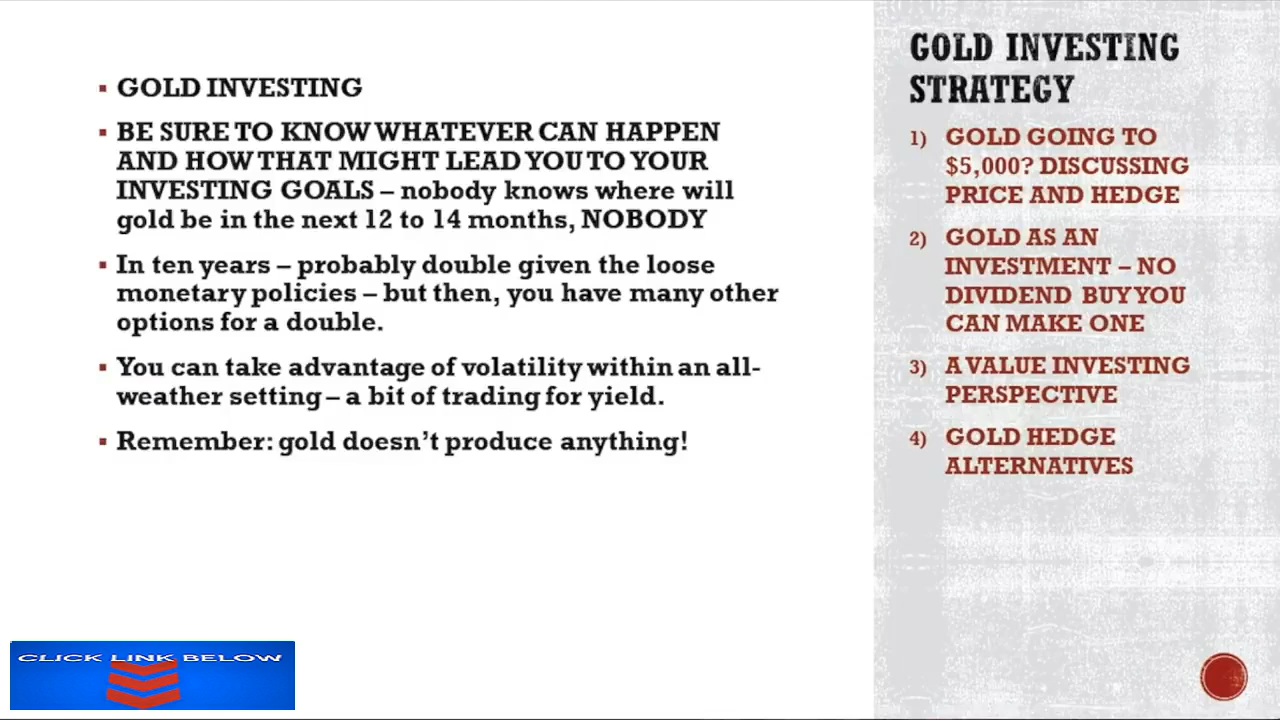 GOLD INVESTING
BE SURE TO KNOW WHATEVER CAN HAPPEN
AND HOW THAT MIGHT LEAD YOU TO YOUR
INVESTING GOALS – nobody knows where will
gold be in the next 12 to 14 months, NOBODY
In ten years – probably double given the loose
monetary policies – but then, you have many other
options for a double.
You can take advantage of volatility within an all-
weather setting – a bit of trading for yield.
Remember: gold doesn't produce anything!
GOLD INVESTING
STRATEGY
1) GOLD GOING TO
$5,000? DISCUSSING
PRICE AND HEDGE
2) GOLD AS AN
INVESTMENT – NO
DIVIDEND BUY YOU
CAN MAKE ONE
3) A VALUE INVESTING
PERSPECTIVE
4) GOLD HEDGE
ALTERNATIVES
CLICK LINK BELOW